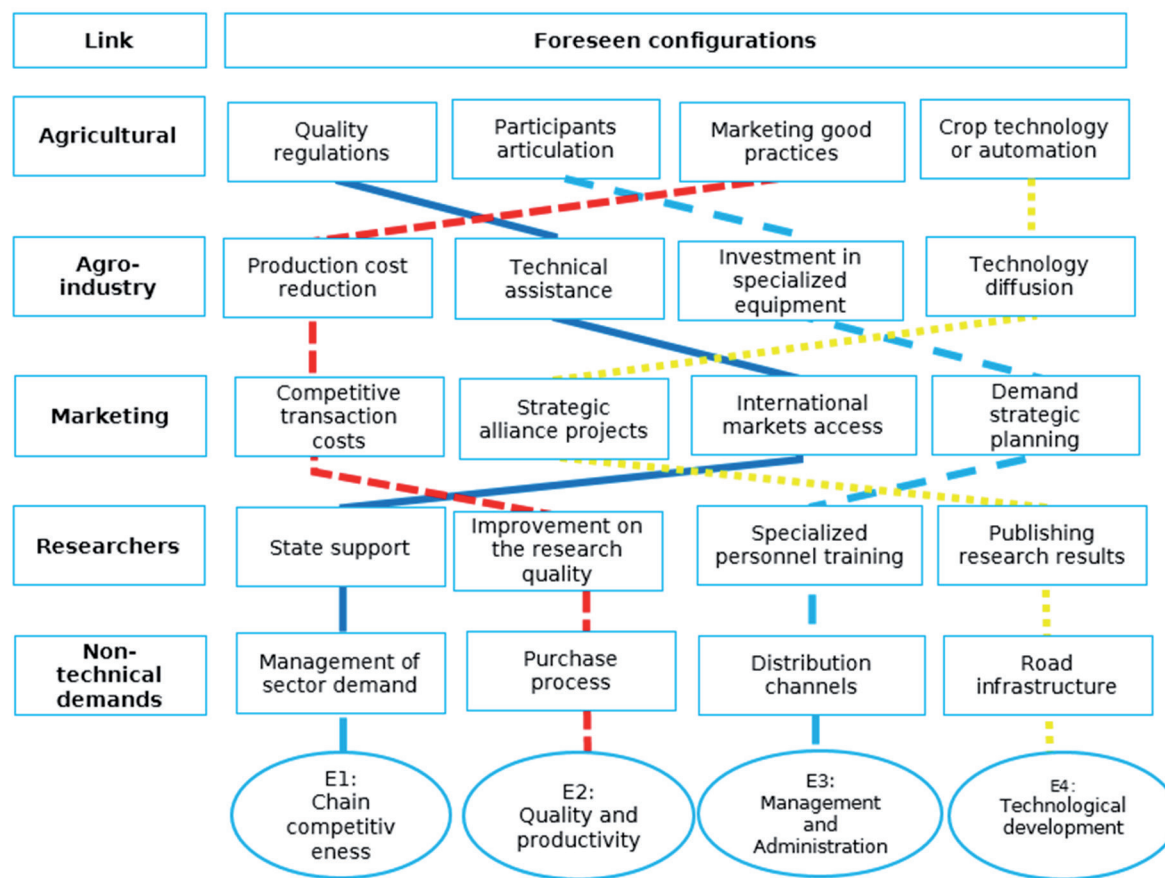 Link
Foreseen configurations
Agricultural
Quality
regulations
Participants
articulation
Marketing good
practices
Crop technology
or automation
Agro-
industry
Production cost
reduction
Technical
assistance
Investment in
specialized
equipment
Technology
diffusion
Marketing
Competitive
transaction
costs
Strategic
alliance projects
International
markets access
Demand
strategic
planning
Researchers
State support
Improvement on
the research
quality
Specialized
personnel training
Publishing
research results
Non-
technical
demands
Management of
sector demand
Purchase
process
Distribution
channels
Road
infrastructure
E1:
Chain
competitiv
eness
E2:
Quality and
productivity
E3:
Management
and
Administration
E4:
Technological
development